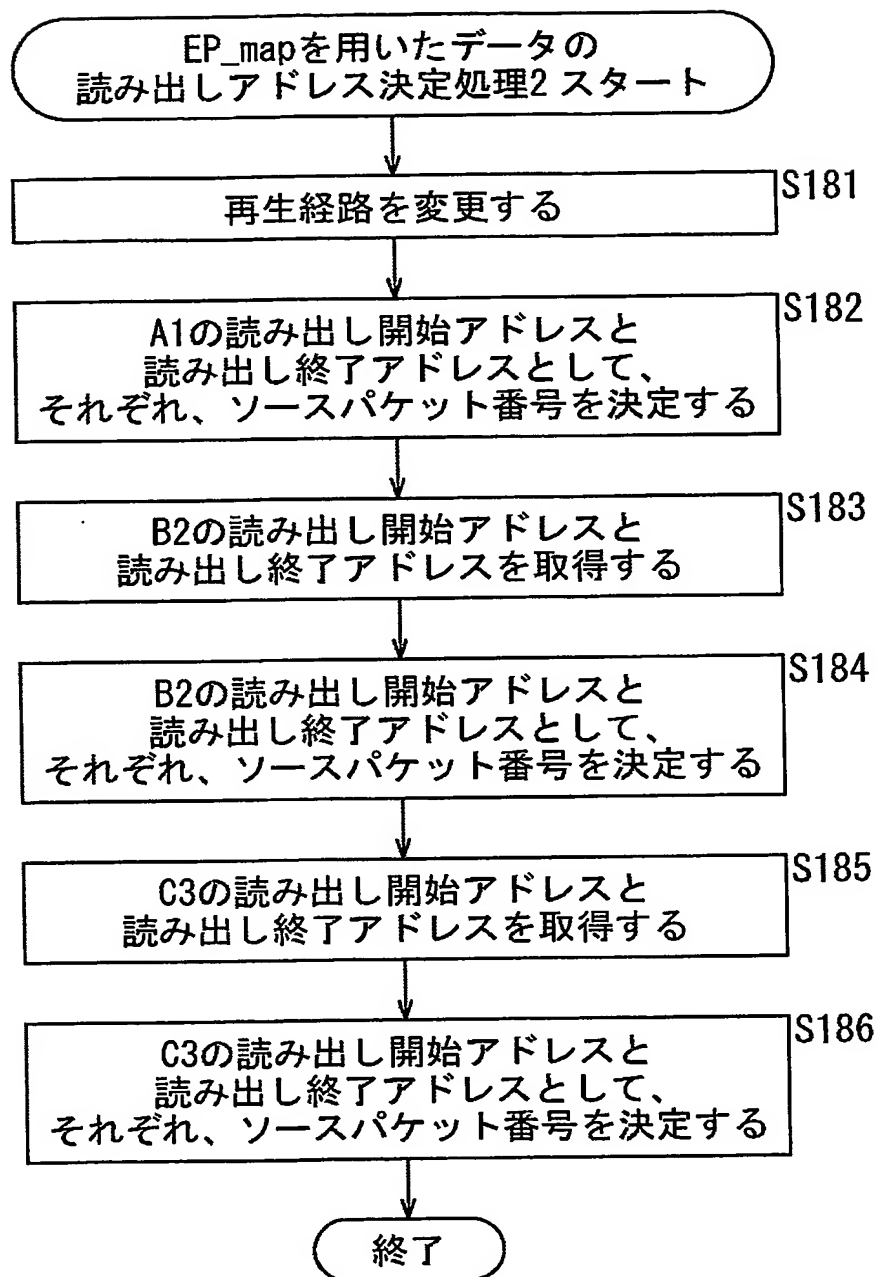 EP_mapを用いたデータの
読み出しアドレス決定処理2 スタート
S181
再生経路を変更する
S182
A1の読み出し開始アドレスと
読み出し終了アドレスとして、
それぞれ、ソースパケット番号を決定する
S183
B2の読み出し開始アドレスと
読み出し終了アドレスを取得する
S184
B2の読み出し開始アドレスと
読み出し終了アドレスとして、
それぞれ、ソースパケット番号を決定する
S185
C3の読み出し開始アドレスと
読み出し終了アドレスを取得する
S186
C3の読み出し開始アドレスと
読み出し終了アドレスとして、
それぞれ、ソースパケット番号を決定する
終了